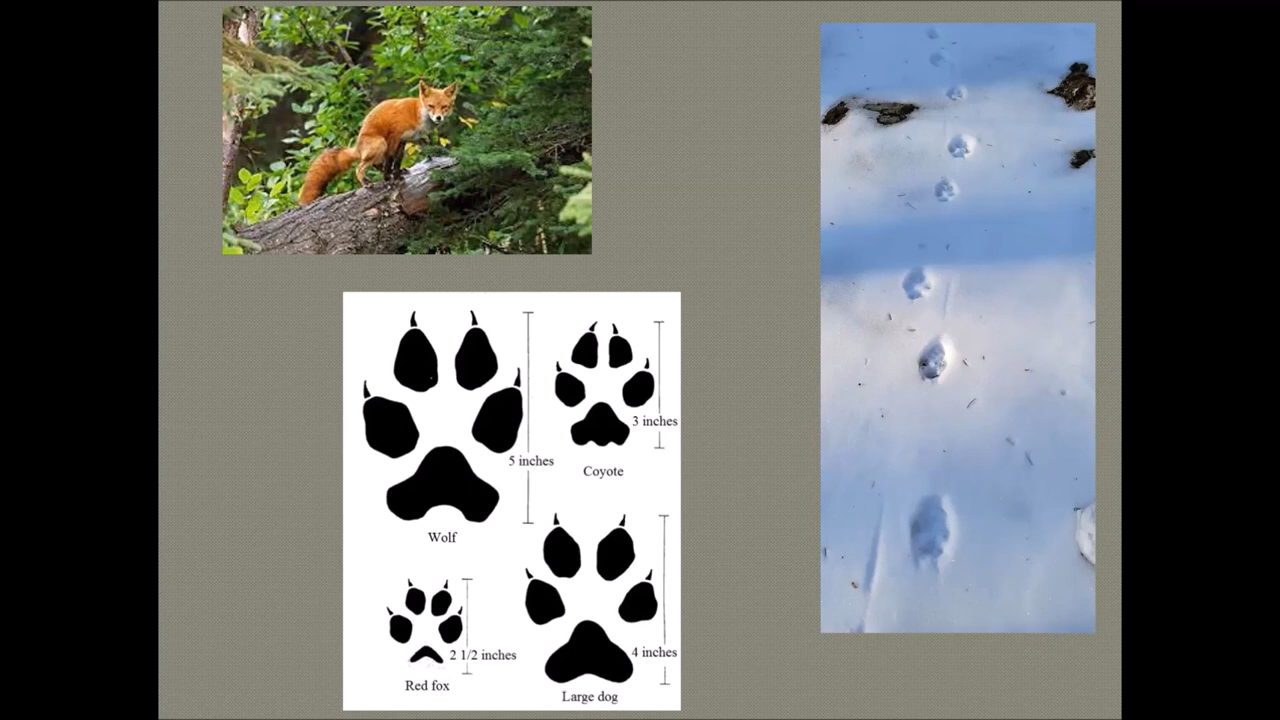 3 inches
5 inches
Coyote
Wolf
2 1/2 inches
4 inches
Red fox
Large dog